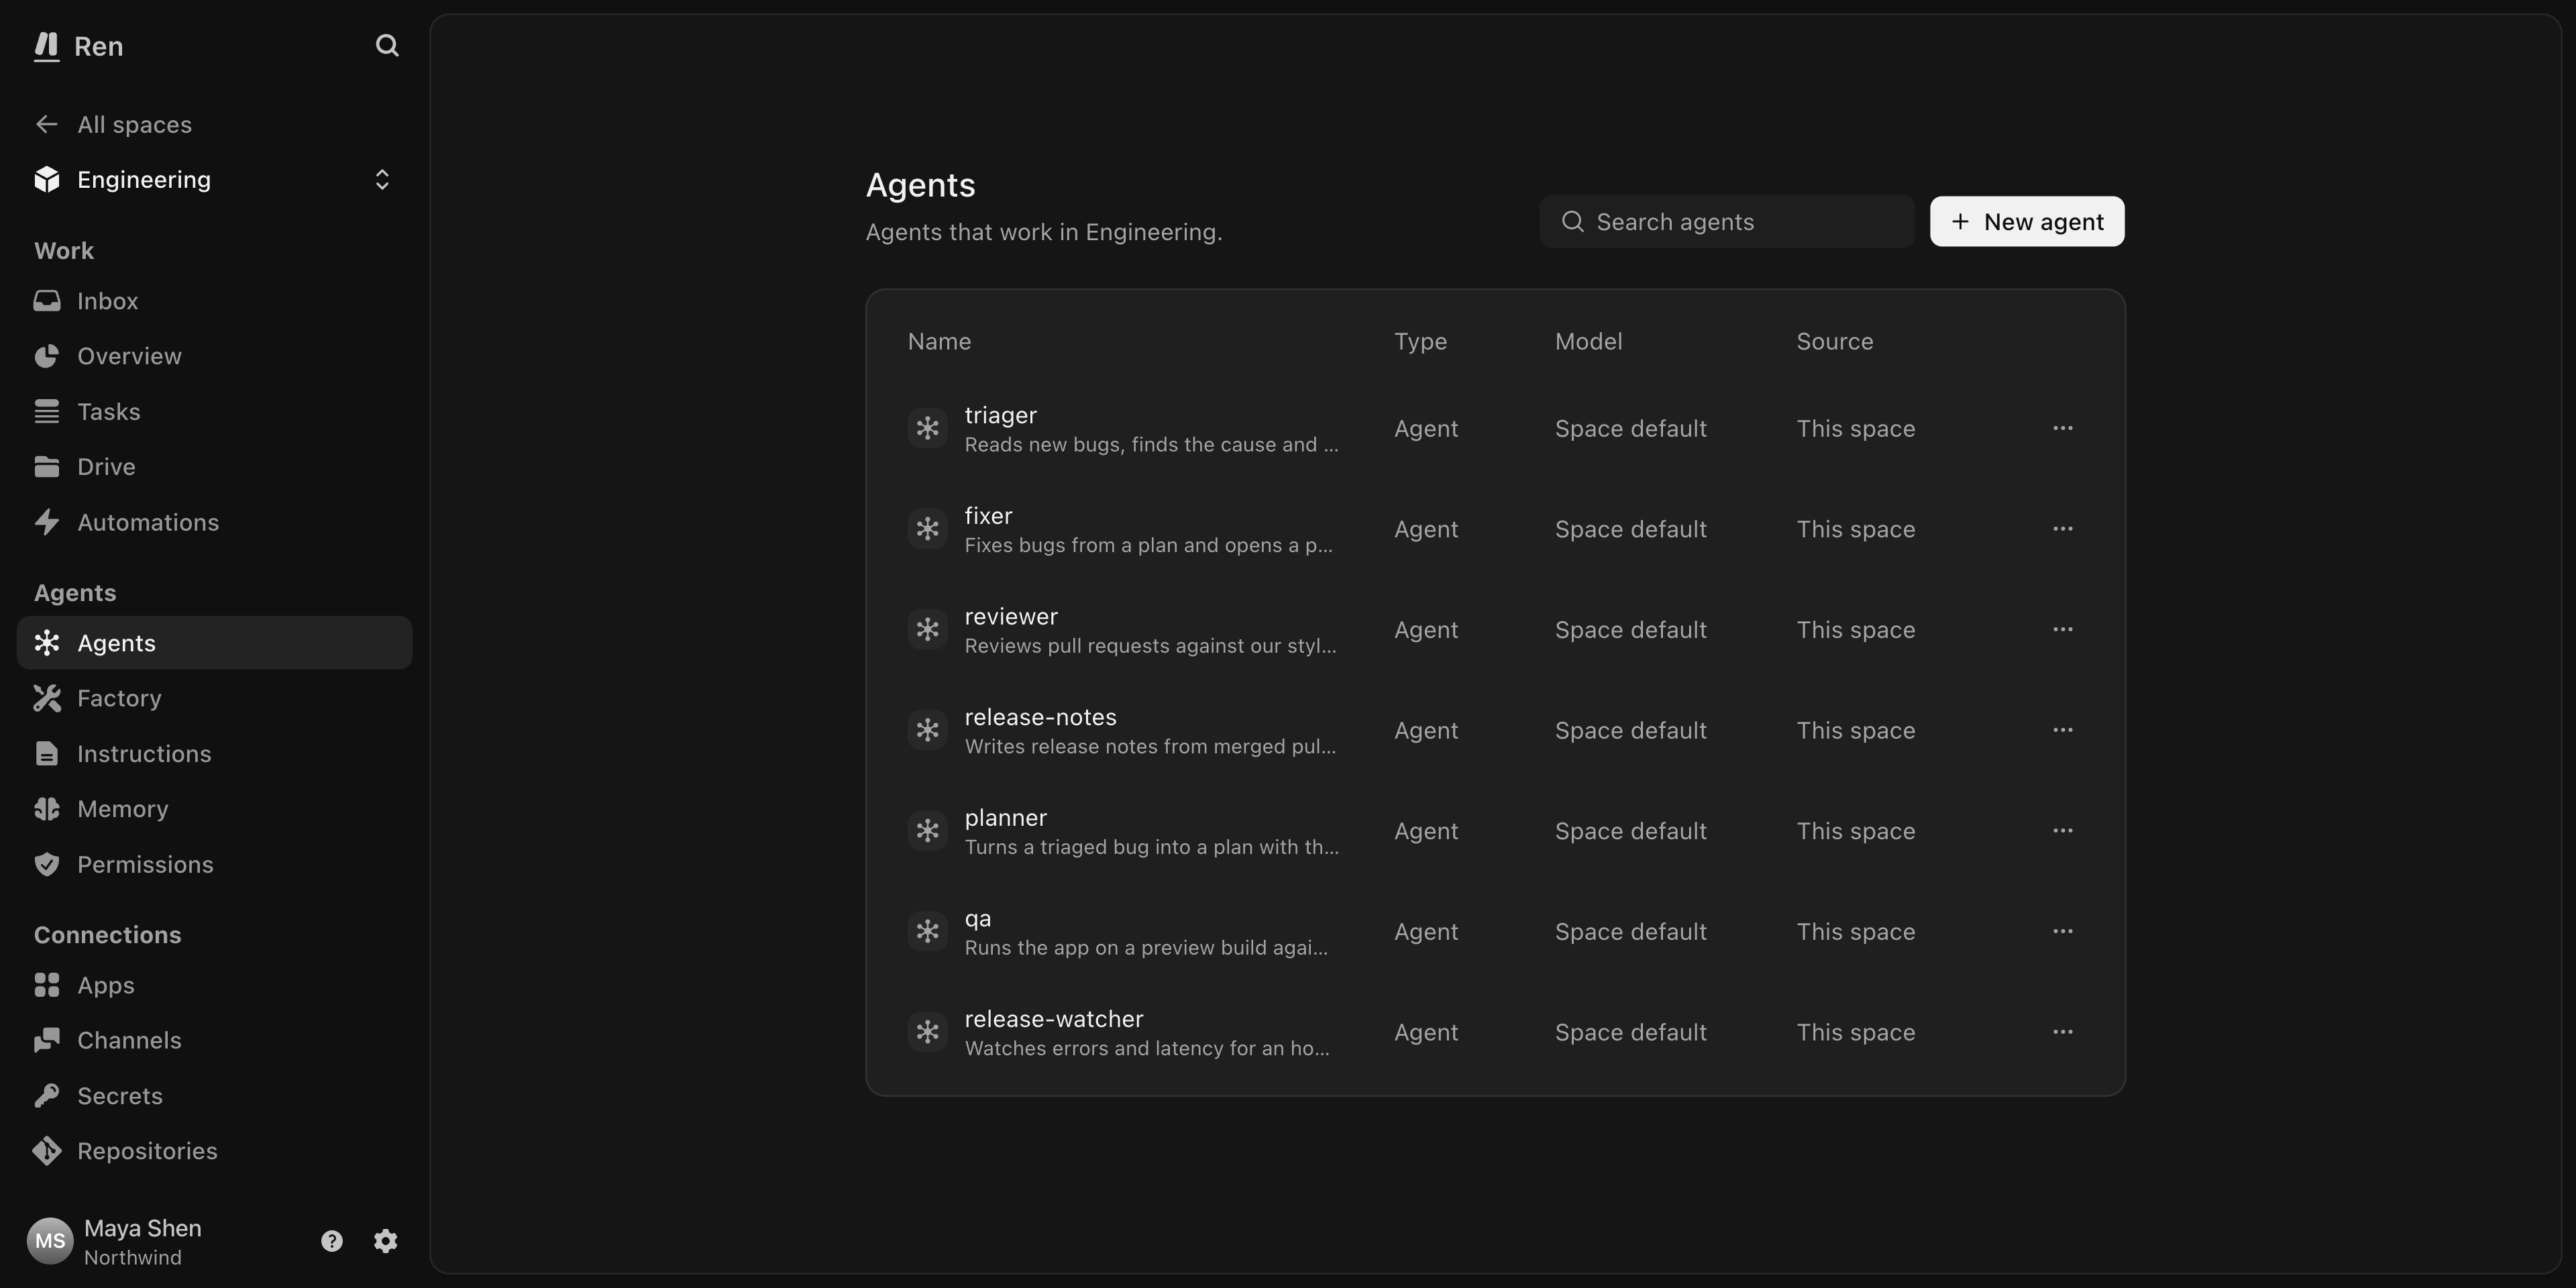 Ren
All spaces
Engineering
Work
Inbox
Overview
Tasks
Drive
Automations
Agents
Agents
Factory
Instructions
Memory
Permissions
Connections
Apps
Channels
Secrets
Repositories
MS
Maya Shen
Northwind
Agents
Agents that work in Engineering.
Search agents
New agent
Name Type Model Source
triager
Reads new bugs, finds the cause and ...
Agent Space default This space
fixer
Fixes bugs from a plan and opens a p...
Agent Space default This space
reviewer
Reviews pull requests against our styl...
Agent Space default This space
release-notes
Writes release notes from merged pul...
Agent Space default This space
planner
Turns a triaged bug into a plan with th...
Agent Space default This space
qa
Runs the app on a preview build agai...
Agent Space default This space
release-watcher
Watches errors and latency for an ho...
Agent Space default This space